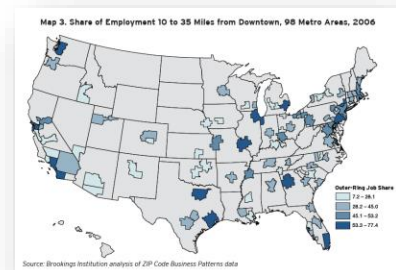 Map 3. Share of Employment 10 to 35 Miles from Downtown, 98 Metro Areas, 2006
Outer-Ring Job Share
7.2 - 28.1
28.2 - 45.0
45.1 - 53.2
53.3 - 77.4
Source: Brookings Institution analysis of ZIP Code Business Patterns data